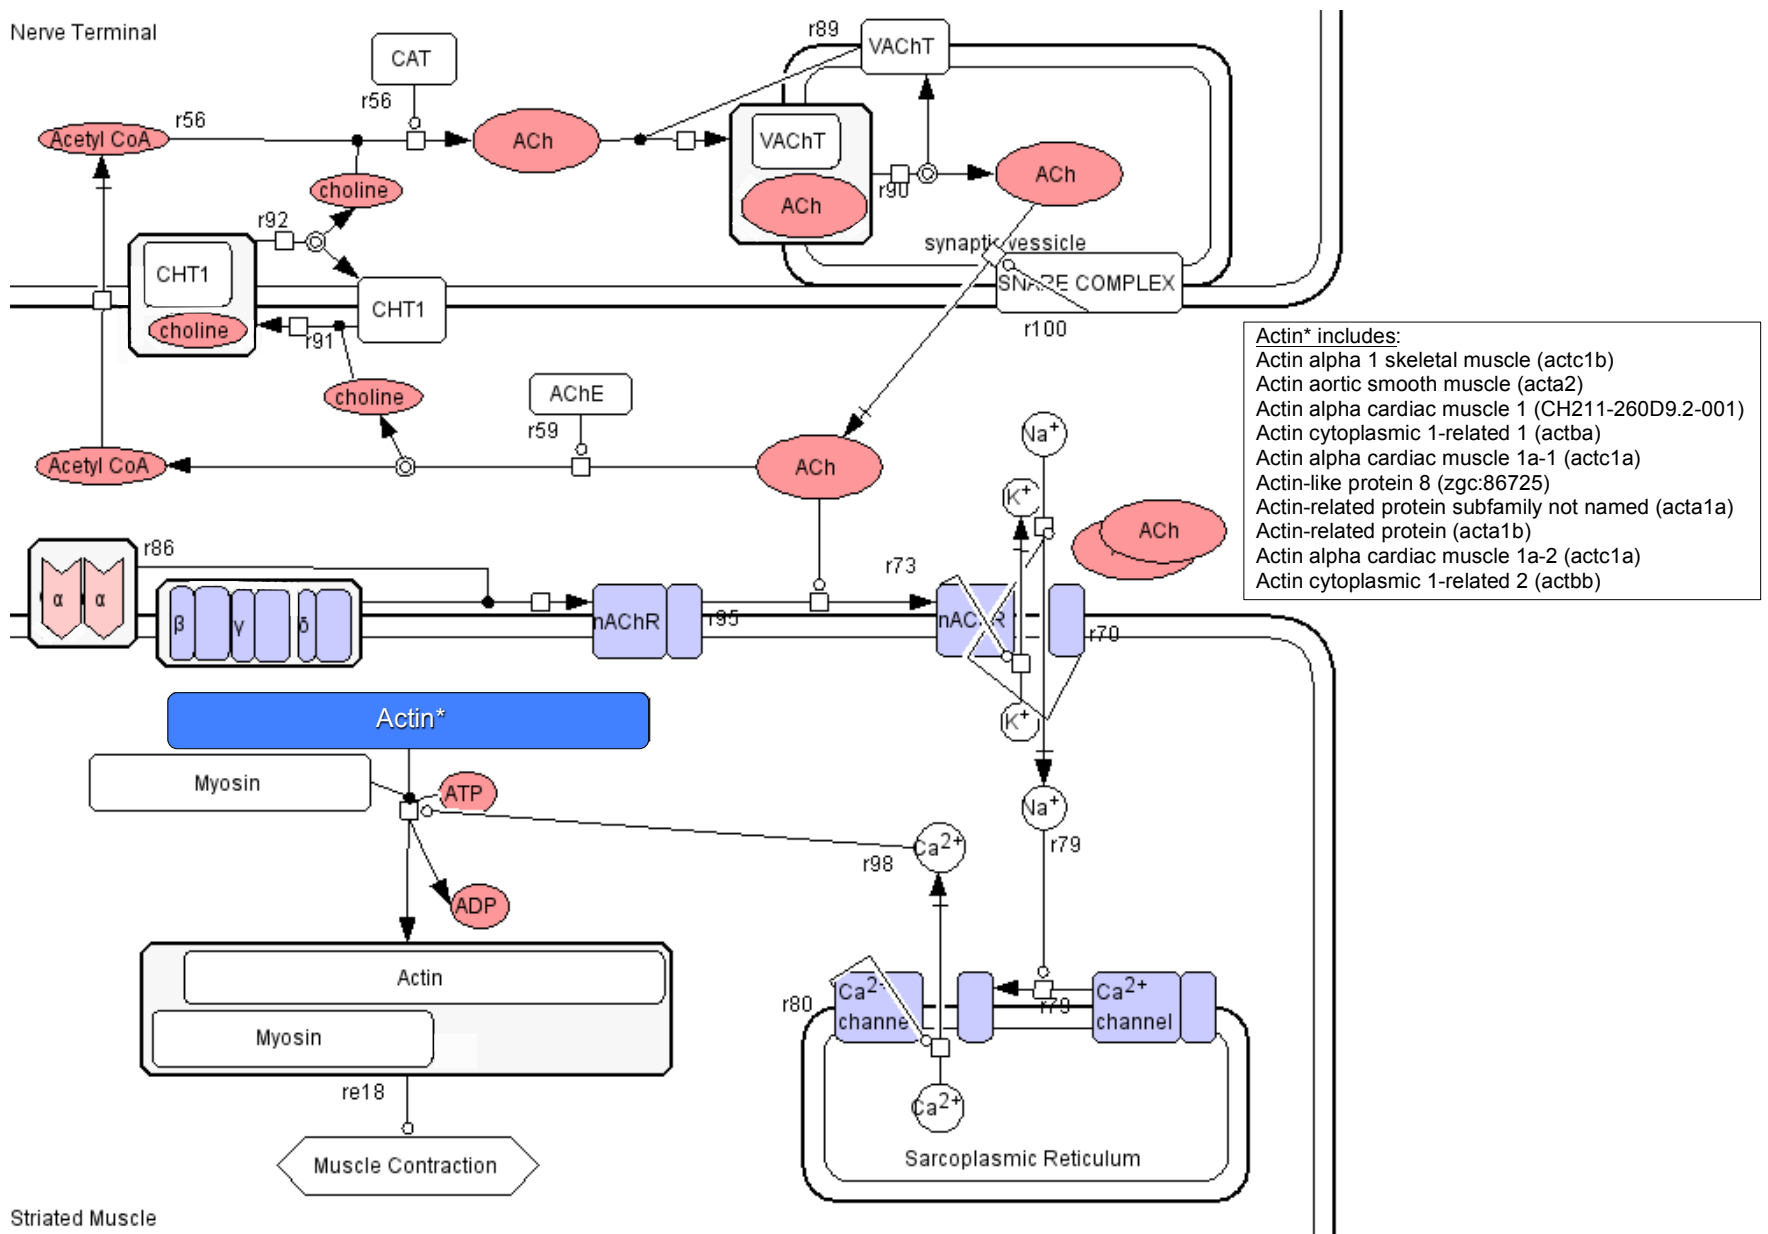 Nerve Terminal
CAT
r56
r56
Acetyl CoA
ACh
choline
r89
VAChT
VAChT
ACh
r90
ACh
synaptic vessicle
SNARE COMPLEX
r100
r92
CHT1
choline
CHT1
r91
choline
AChE
r59
Acetyl CoA
ACh
Actin* includes:
Actin alpha 1 skeletal muscle (actc1b)
Actin aortic smooth muscle (acta2)
Actin alpha cardiac muscle 1 (CH211-260D9.2-001)
Actin cytoplasmic 1-related 1 (actba)
Actin alpha cardiac muscle 1a-1 (actc1a)
Actin-like protein 8 (zgc:86725)
Actin-related protein subfamily not named (acta1a)
Actin-related protein (acta1b)
Actin alpha cardiac muscle 1a-2 (actc1a)
Actin cytoplasmic 1-related 2 (actbb)
Na+
K+
ACh
r86
α
α
β
γ
δ
nAChR
r95
r73
nAChR
r70
K+
Na+
r79
Actin*
Myosin
ATP
ADP
r98
Ca2+
Actin
Myosin
re18
Muscle Contraction
r80
Ca2+
channel
r79
Ca2+
channel
Ca2+
Sarcoplasmic Reticulum
Striated Muscle